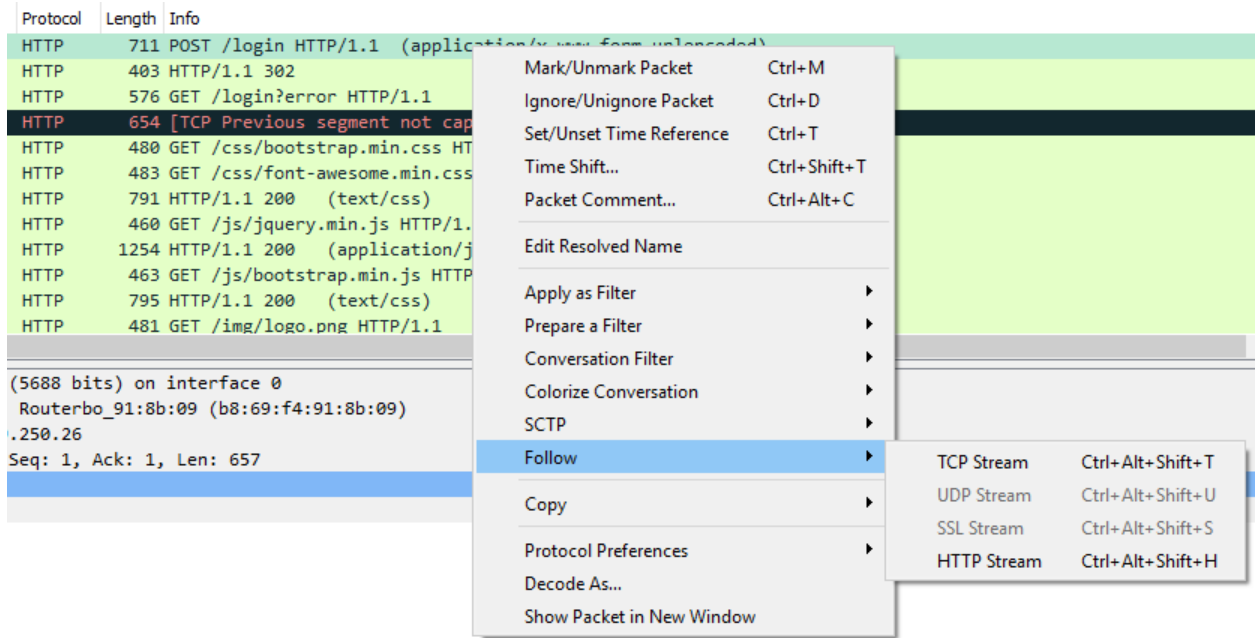 Protocol Length Info
HTTP 711 POST /login HTTP/1.1 (application/x-www-form-urlencoded)
HTTP 403 HTTP/1.1 302
HTTP 576 GET /login?error HTTP/1.1
HTTP 654 [TCP Previous segment not cap
HTTP 480 GET /css/bootstrap.min.css HT
HTTP 483 GET /css/font-awesome.min.css
HTTP 791 HTTP/1.1 200 (text/css)
HTTP 460 GET /js/jquery.min.js HTTP/1.
HTTP 1254 HTTP/1.1 200 (application/j
HTTP 463 GET /js/bootstrap.min.js HTTP
HTTP 795 HTTP/1.1 200 (text/css)
HTTP 481 GET /img/logo.png HTTP/1.1
(5688 bits) on interface 0
Routerbo_91:8b:09 (b8:69:f4:91:8b:09)
.250.26
Seq: 1, Ack: 1, Len: 657
Mark/Unmark Packet Ctrl+M
Ignore/Unignore Packet Ctrl+D
Set/Unset Time Reference Ctrl+T
Time Shift... Ctrl+Shift+T
Packet Comment... Ctrl+Alt+C
Edit Resolved Name
Apply as Filter
Prepare a Filter
Conversation Filter
Colorize Conversation
SCTP
Follow
Copy
Protocol Preferences
Decode As...
Show Packet in New Window
TCP Stream Ctrl+Alt+Shift+T
UDP Stream Ctrl+Alt+Shift+U
SSL Stream Ctrl+Alt+Shift+S
HTTP Stream Ctrl+Alt+Shift+H